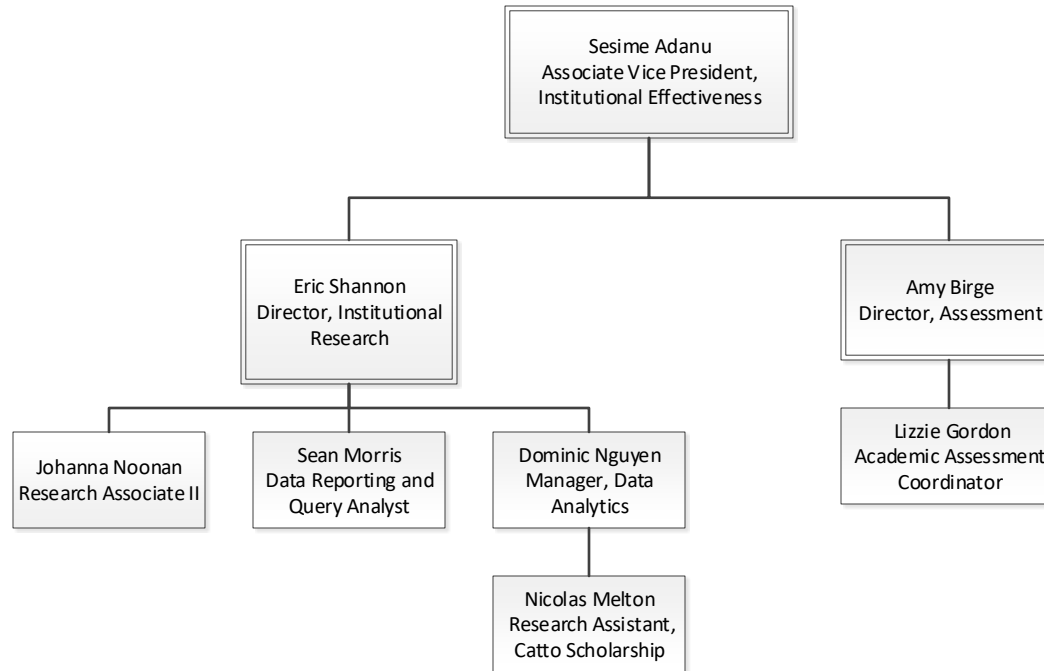 Sesime Adanu
Associate Vice President,
Institutional Effectiveness
Eric Shannon
Director, Institutional
Research
Amy Birge
Director, Assessment
Johanna Noonan
Research Associate II
Sean Morris
Data Reporting and
Query Analyst
Dominic Nguyen
Manager, Data
Analytics
Lizzie Gordon
Academic Assessment
Coordinator
Nicolas Melton
Research Assistant,
Catto Scholarship